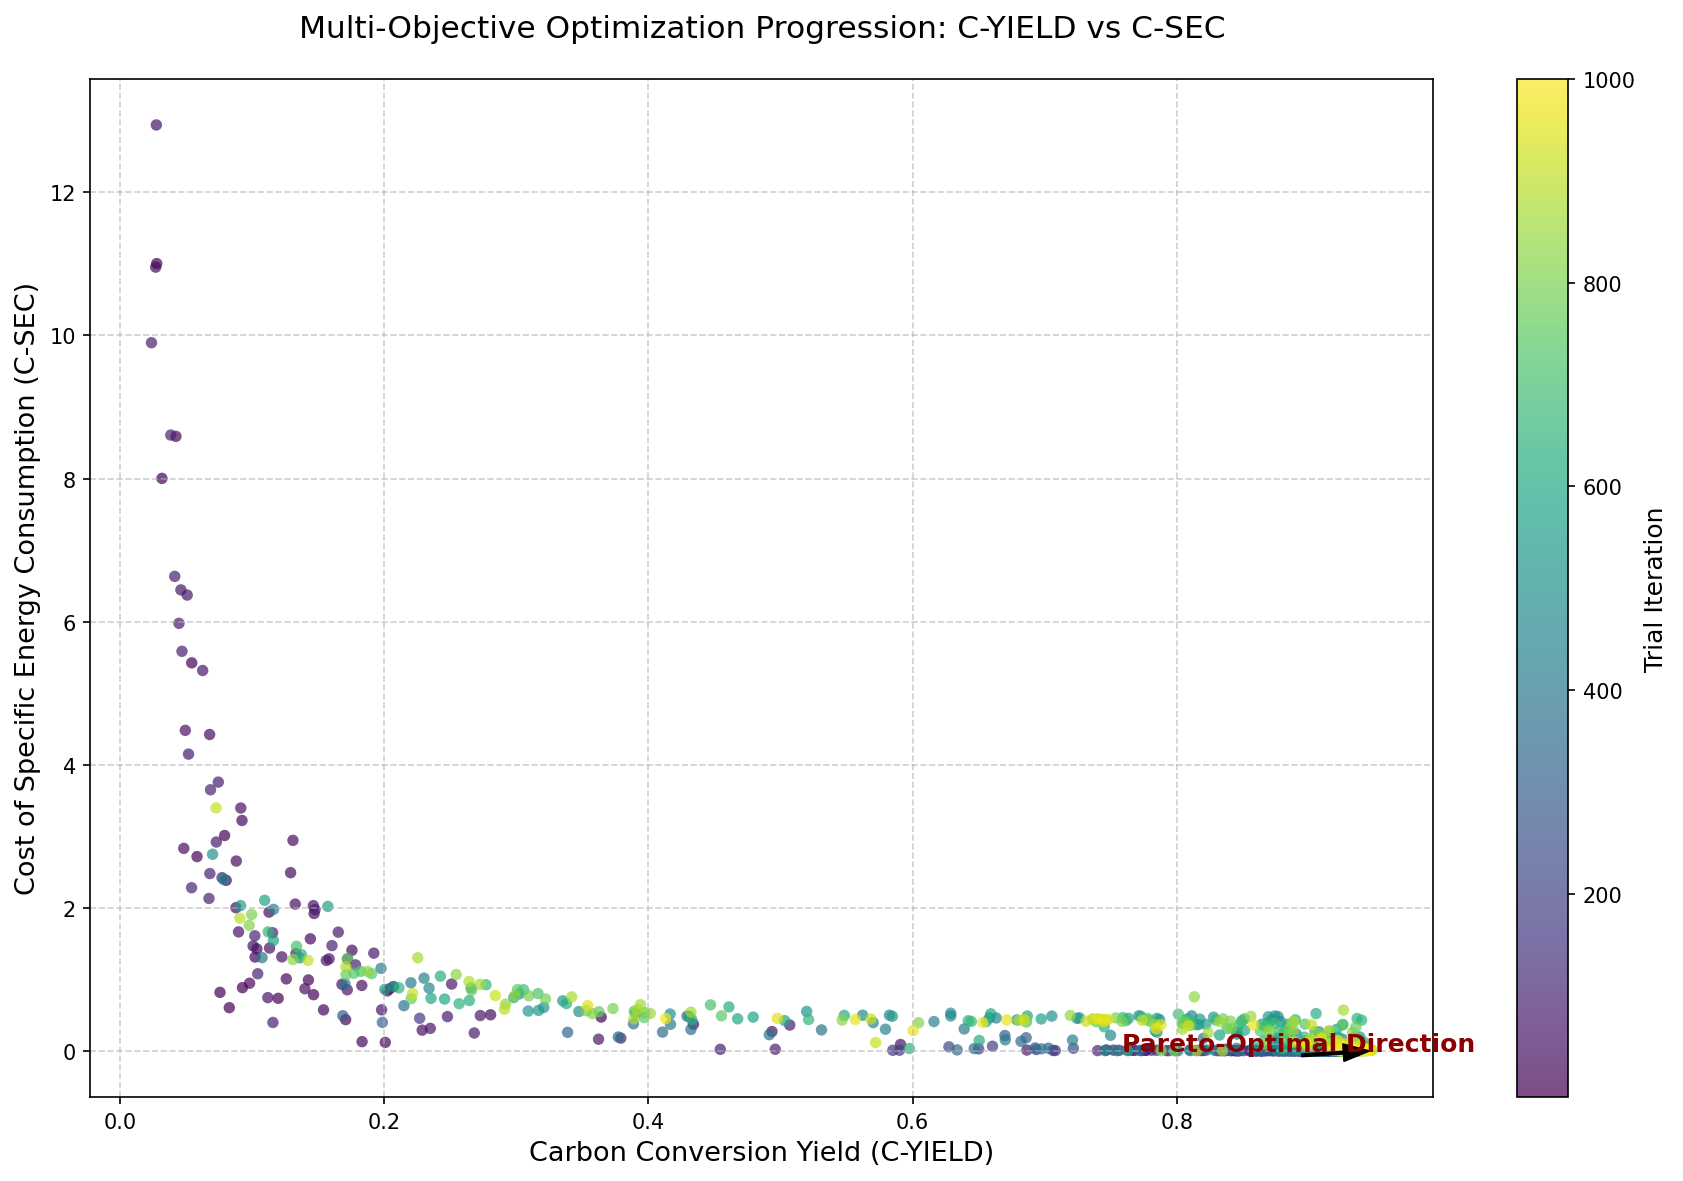 Multi-Objective Optimization Progression: C-YIELD vs C-SEC
Cost of Specific Energy Consumption (C-SEC)
12
10
8
6
4
2
0
Pareto-Optimal Direction
0.0 0.2 0.4 0.6 0.8
Carbon Conversion Yield (C-YIELD)
1000
800
600
400
200
Trial Iteration